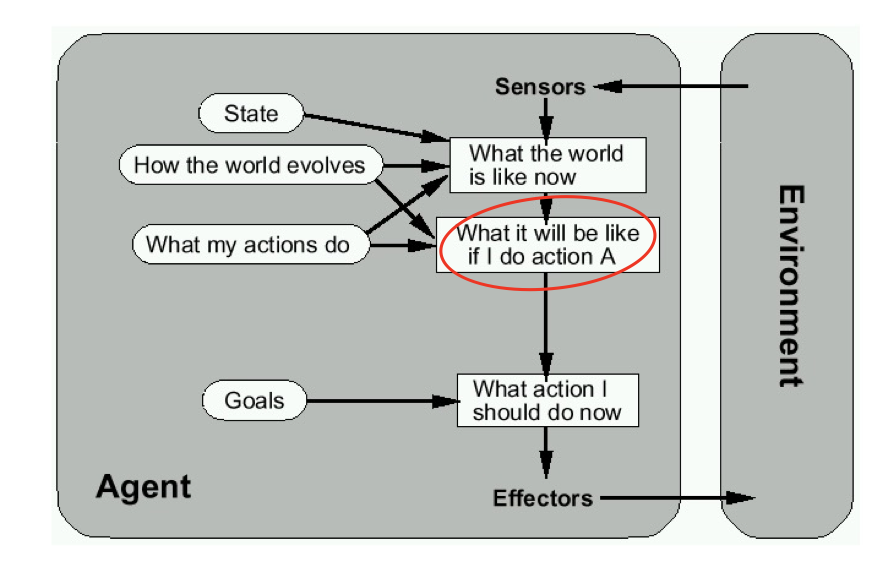 Sensors
State
What the world
is like now
How the world evolves
What it will be like
if I do action A
What my actions do
Goals
What action I
should do now
Agent
Effectors
Environment